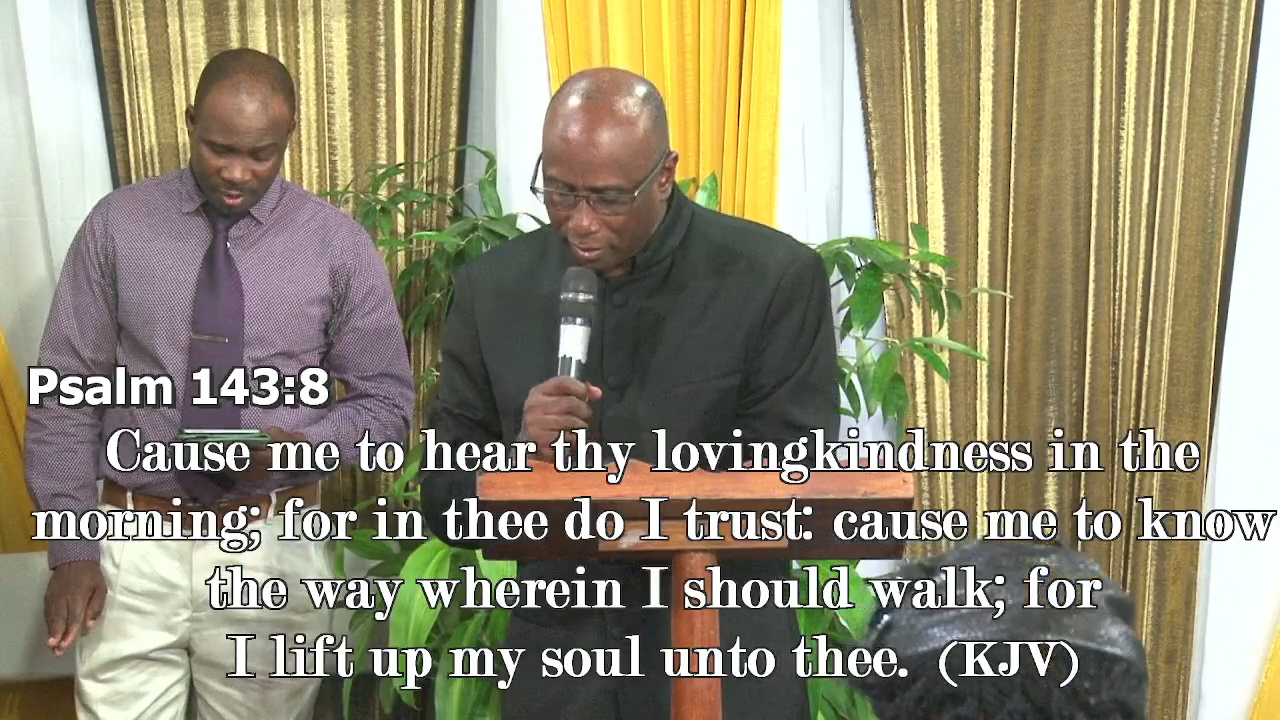 Psalm 143:8
Cause me to hear thy lovingkindness in the
morning; for in thee do I trust: cause me to know
the way wherein I should walk; for
I lift up my soul unto thee. (KJV)